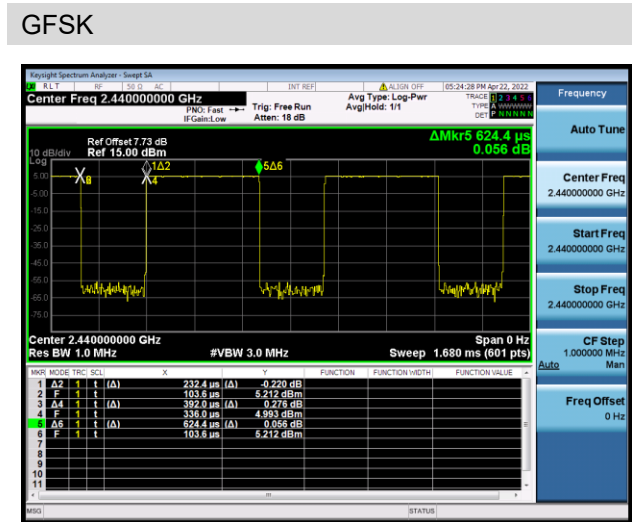 GFSK
Keysight Spectrum Analyzer - Swept SA
RLT RF 50 Ω AC INT REF ALIGN OFF 05:24:28 PM Apr 22, 2022
Center Freq 2.440000000 GHz Avg Type: Log-Pwr TRACE 1 2 3 4 5 6 Frequency
PNO: Fast Trig: Free Run Avg|Hold: 1/1 TYPE A WWWWW
IFGain:Low Atten: 18 dB DET P N N N N N
Auto Tune
Ref Offset 7.73 dB ΔMkr5 624.4 µs
10 dB/div Ref 15.00 dBm 0.056 dB
Log
1Δ2 5Δ6
5.00
4
-5.00
-15.0
-25.0
-35.0
-45.0
-55.0
-65.0
-75.0
Center Freq
2.440000000 GHz
Start Freq
2.440000000 GHz
Stop Freq
2.440000000 GHz
Center 2.440000000 GHz Span 0 Hz
Res BW 1.0 MHz #VBW 3.0 MHz Sweep 1.680 ms (601 pts)
CF Step
1.000000 MHz
Auto Man
Freq Offset
0 Hz
MKR MODE TRC SCL X Y FUNCTION FUNCTION WIDTH FUNCTION VALUE
1 Δ2 1 t (Δ) 232.4 µs (Δ) -0.220 dB
2 F 1 t 103.6 µs 5.212 dBm
3 Δ4 1 t (Δ) 392.0 µs (Δ) 0.276 dB
4 F 1 t 336.0 µs 4.993 dBm
5 Δ6 1 t (Δ) 624.4 µs (Δ) 0.056 dB
6 F 1 t 103.6 µs 5.212 dBm
7
8
9
10
11
MSG STATUS